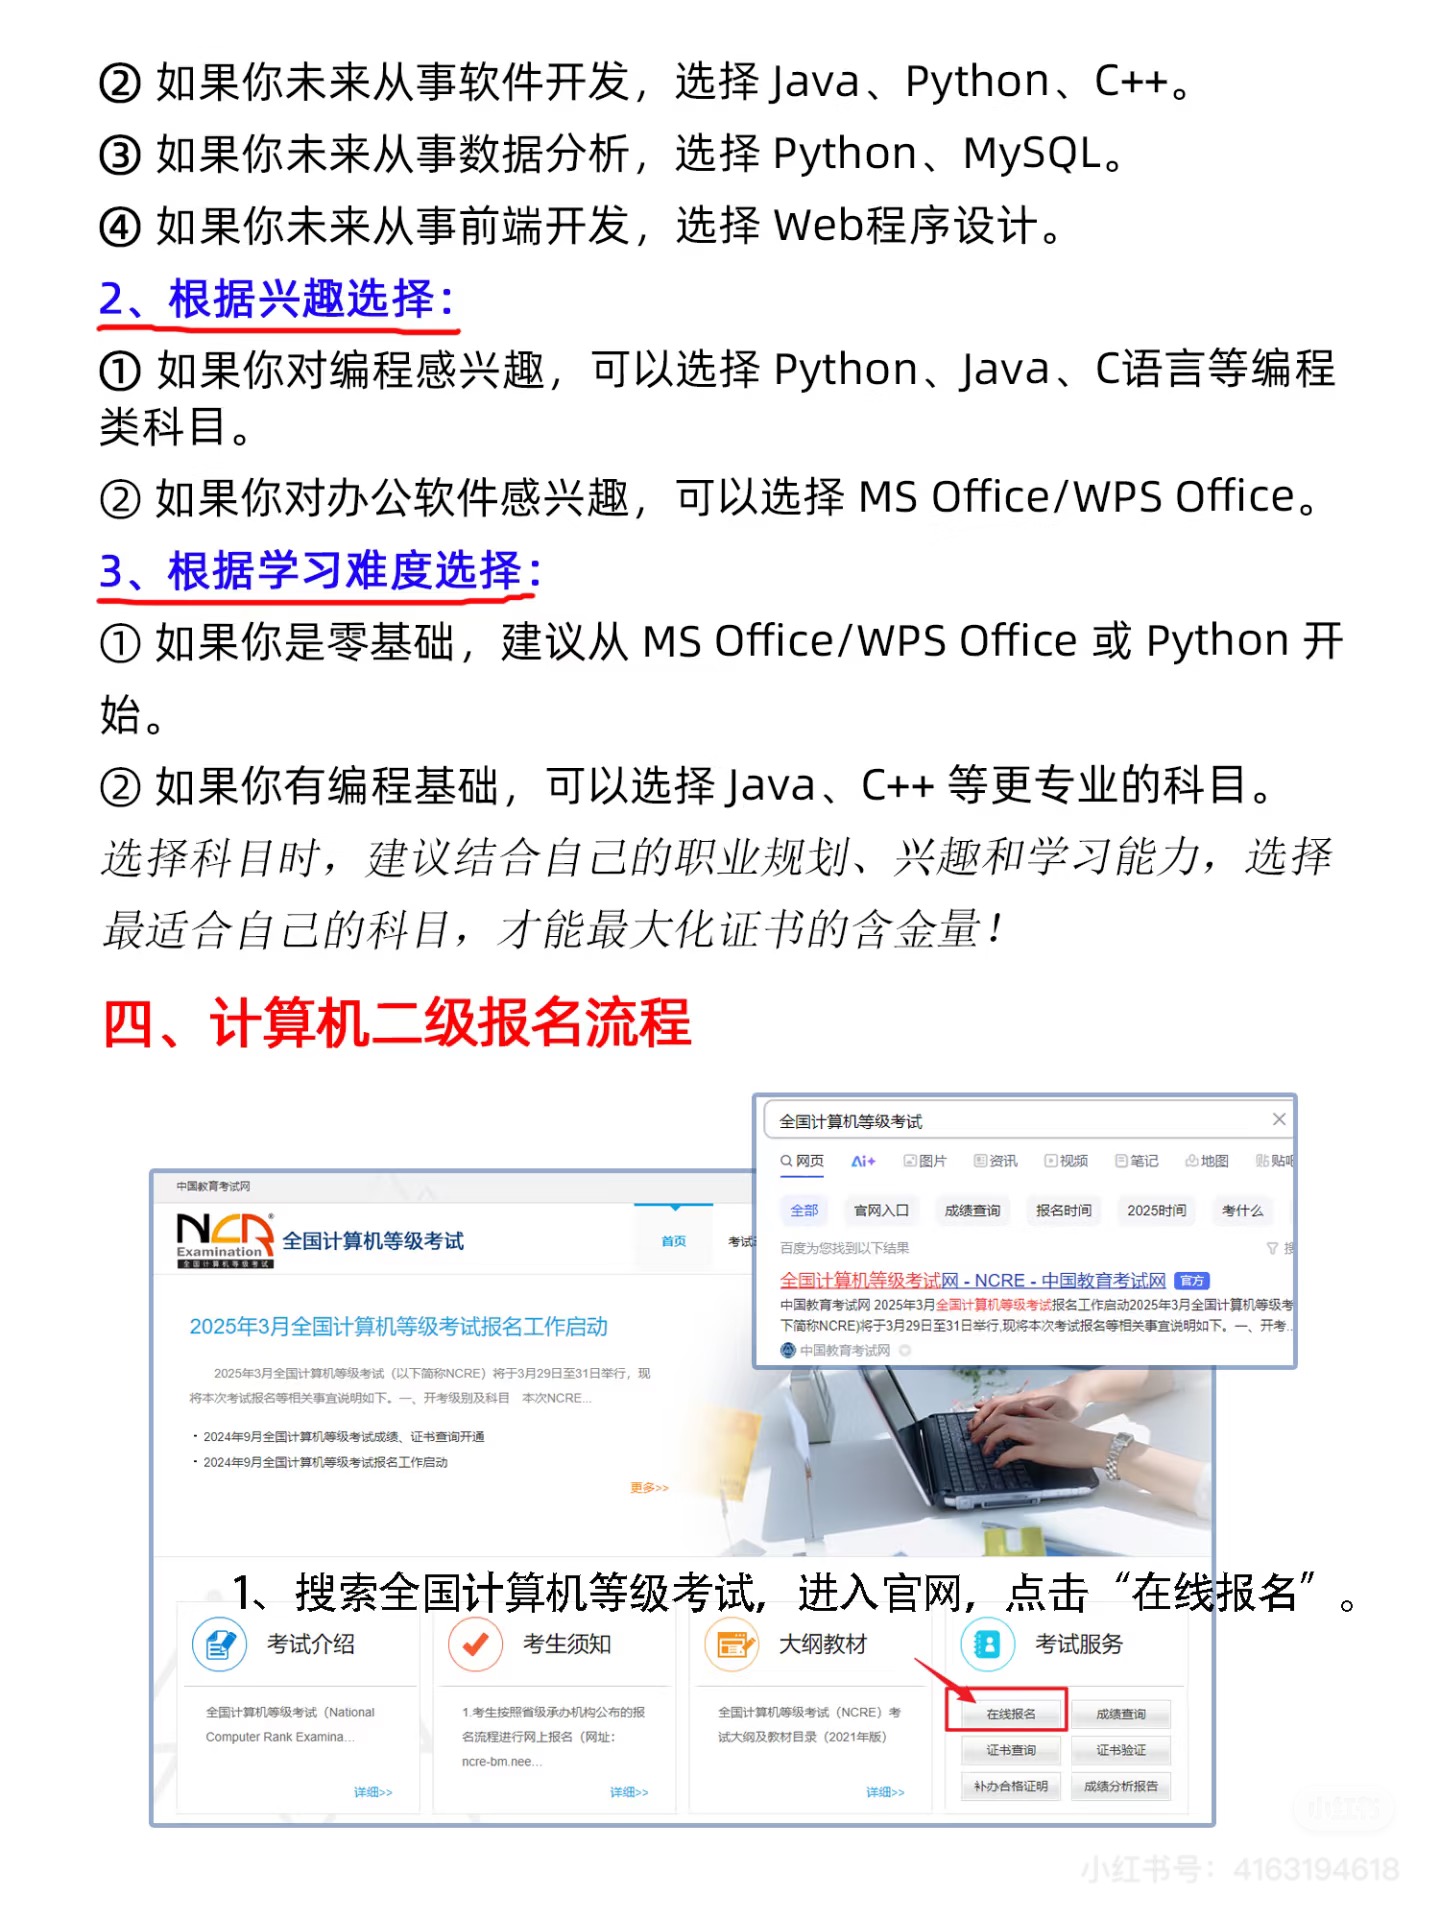 ② 如果你未来从事软件开发，选择 Java、Python、C++。
③ 如果你未来从事数据分析，选择 Python、MySQL。
④ 如果你未来从事前端开发，选择 Web程序设计。
2、根据兴趣选择：
① 如果你对编程感兴趣，可以选择 Python、Java、C语言等编程
类科目。
② 如果你对办公软件感兴趣，可以选择 MS Office/WPS Office。
3、根据学习难度选择：
① 如果你是零基础，建议从 MS Office/WPS Office 或 Python 开
始。
② 如果你有编程基础，可以选择 Java、C++ 等更专业的科目。
选择科目时，建议结合自己的职业规划、兴趣和学习能力，选择
最适合自己的科目，才能最大化证书的含金量！
四、计算机二级报名流程
全国计算机等级考试
网页 Ai+ 图片 资讯 视频 笔记 地图 贴吧
全部 官网入口 成绩查询 报名时间 2025时间 考什么
百度为您找到以下结果
全国计算机等级考试网 - NCRE - 中国教育考试网 官方
中国教育考试网 2025年3月全国计算机等级考试报名工作启动2025年3月全国计算机等级考
下简称NCRE)将于3月29日至31日举行,现将本次考试报名等相关事宜说明如下。一、开考...
中国教育考试网
中国教育考试网
NCR
Examination
全国计算机等级考试
全国计算机等级考试
首页 考试
2025年3月全国计算机等级考试报名工作启动
2025年3月全国计算机等级考试（以下简称NCRE）将于3月29日至31日举行，现
将本次考试报名等相关事宜说明如下。一、开考级别及科目 本次NCRE...
· 2024年9月全国计算机等级考试成绩、证书查询开通
· 2024年9月全国计算机等级考试报名工作启动
更多>>
1、搜索全国计算机等级考试，进入官网，点击“在线报名”。
考试介绍
全国计算机等级考试（National
Computer Rank Examina...
详细>>
考生须知
1.考生按照省级承办机构公布的报
名流程进行网上报名（网址：
ncre-bm.nee...
详细>>
大纲教材
全国计算机等级考试（NCRE）考
试大纲及教材目录（2021年版）
详细>>
考试服务
在线报名 成绩查询
证书查询 证书验证
补办合格证明 成绩分析报告
小红书
小红书号：4163194618